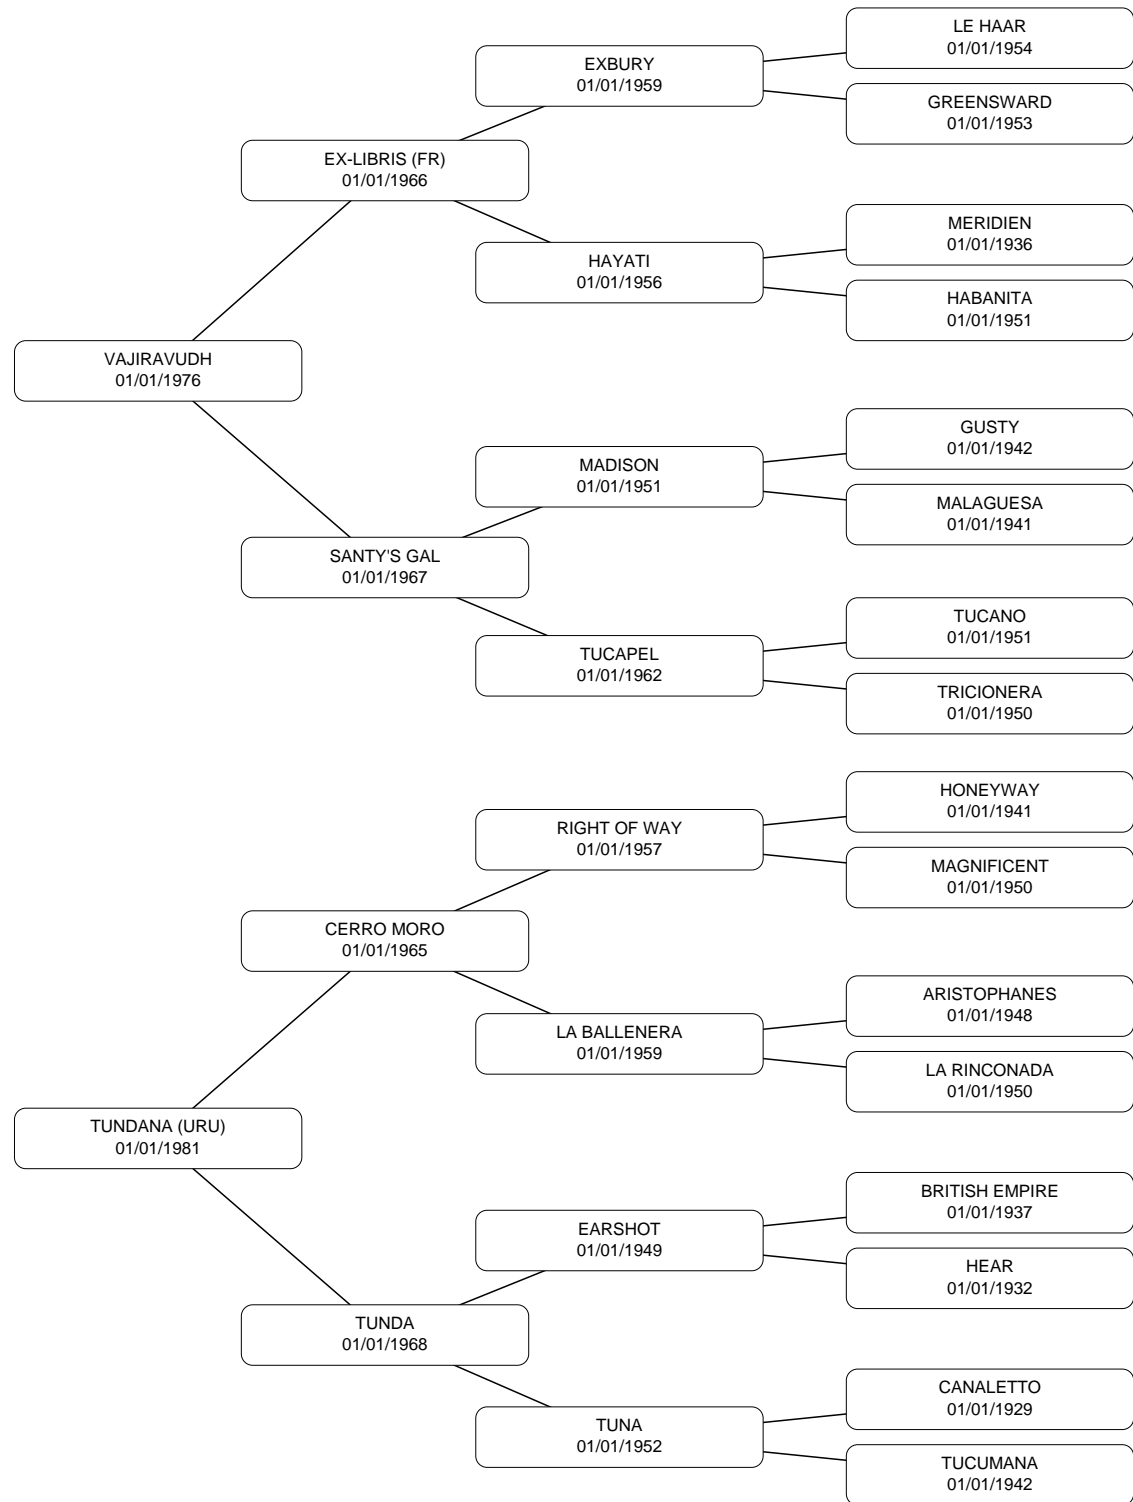 LE HAAR
01/01/1954
EXBURY
01/01/1959
GREENSWARD
01/01/1953
EX-LIBRIS (FR)
01/01/1966
MERIDIEN
01/01/1936
HAYATI
01/01/1956
HABANITA
01/01/1951
VAJIRAVUDH
01/01/1976
GUSTY
01/01/1942
MADISON
01/01/1951
MALAGUESA
01/01/1941
SANTY'S GAL
01/01/1967
TUCANO
01/01/1951
TUCAPEL
01/01/1962
TRICIONERA
01/01/1950
HONEYWAY
01/01/1941
RIGHT OF WAY
01/01/1957
MAGNIFICENT
01/01/1950
CERRO MORO
01/01/1965
ARISTOPHANES
01/01/1948
LA BALLENERA
01/01/1959
LA RINCONADA
01/01/1950
TUNDANA (URU)
01/01/1981
BRITISH EMPIRE
01/01/1937
EARSHOT
01/01/1949
HEAR
01/01/1932
TUNDA
01/01/1968
CANALETTO
01/01/1929
TUNA
01/01/1952
TUCUMANA
01/01/1942